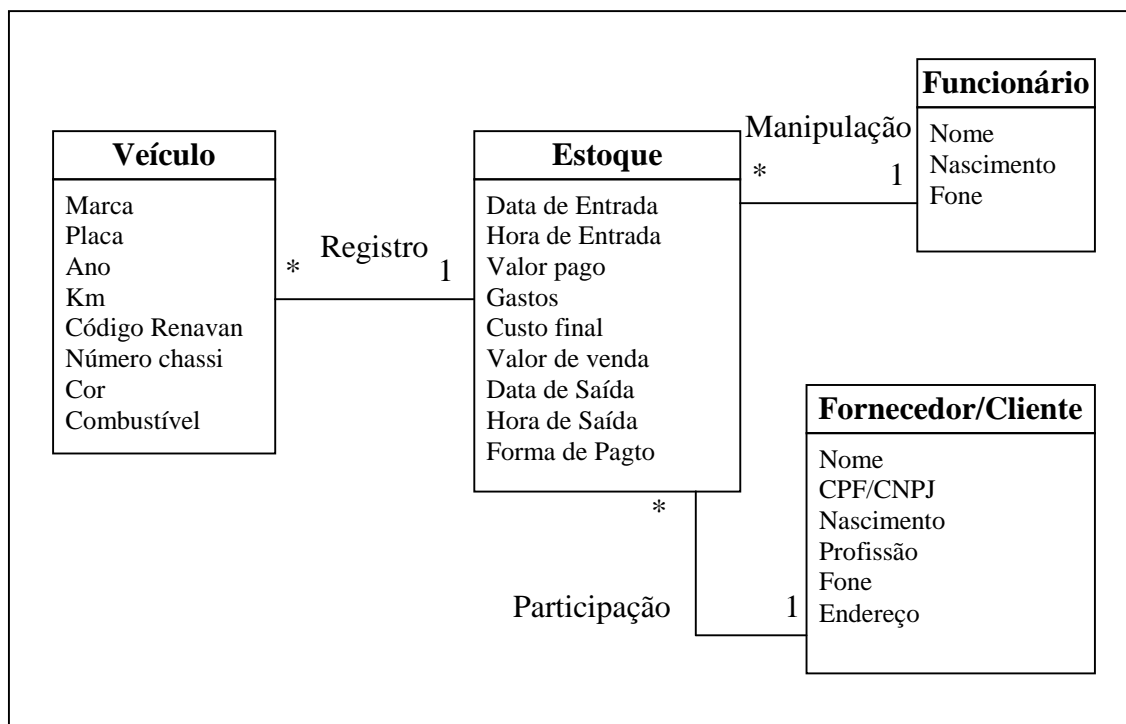 Veículo
Marca
Placa
Ano
Km
Código Renavan
Número chassi
Cor
Combustível
*
Registro
1
Estoque
Data de Entrada
Hora de Entrada
Valor pago
Gastos
Custo final
Valor de venda
Data de Saída
Hora de Saída
Forma de Pagto
Manipulação
*
1
Funcionário
Nome
Nascimento
Fone
*
Participação
1
Fornecedor/Cliente
Nome
CPF/CNPJ
Nascimento
Profissão
Fone
Endereço